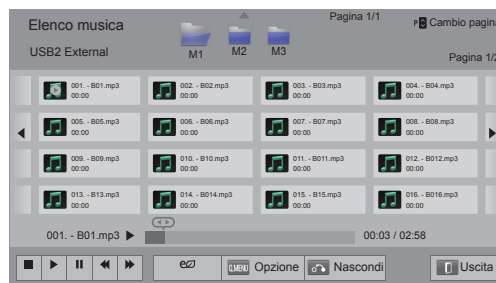 Elenco musica
Pagina 1/1
P Cambio pagina
USB2 External
M1 M2 M3
Pagina 1/2
001. - B01.mp3 00:00
002. - B02.mp3 00:00
003. - B03.mp3 00:00
004. - B04.mp3 00:00
005. - B05.mp3 00:00
006. - B06.mp3 00:00
007. - B07.mp3 00:00
008. - B08.mp3 00:00
009. - B09.mp3 00:00
010. - B10.mp3 00:00
011. - B011.mp3 00:00
012. - B012.mp3 00:00
013. - B13.mp3 00:00
014. - B014.mp3 00:00
015. - B15.mp3 00:00
016. - B016.mp3 00:00
001. - B01.mp3
00:03 / 02:58
Q.MENU Opzione
Nascondi
Uscita